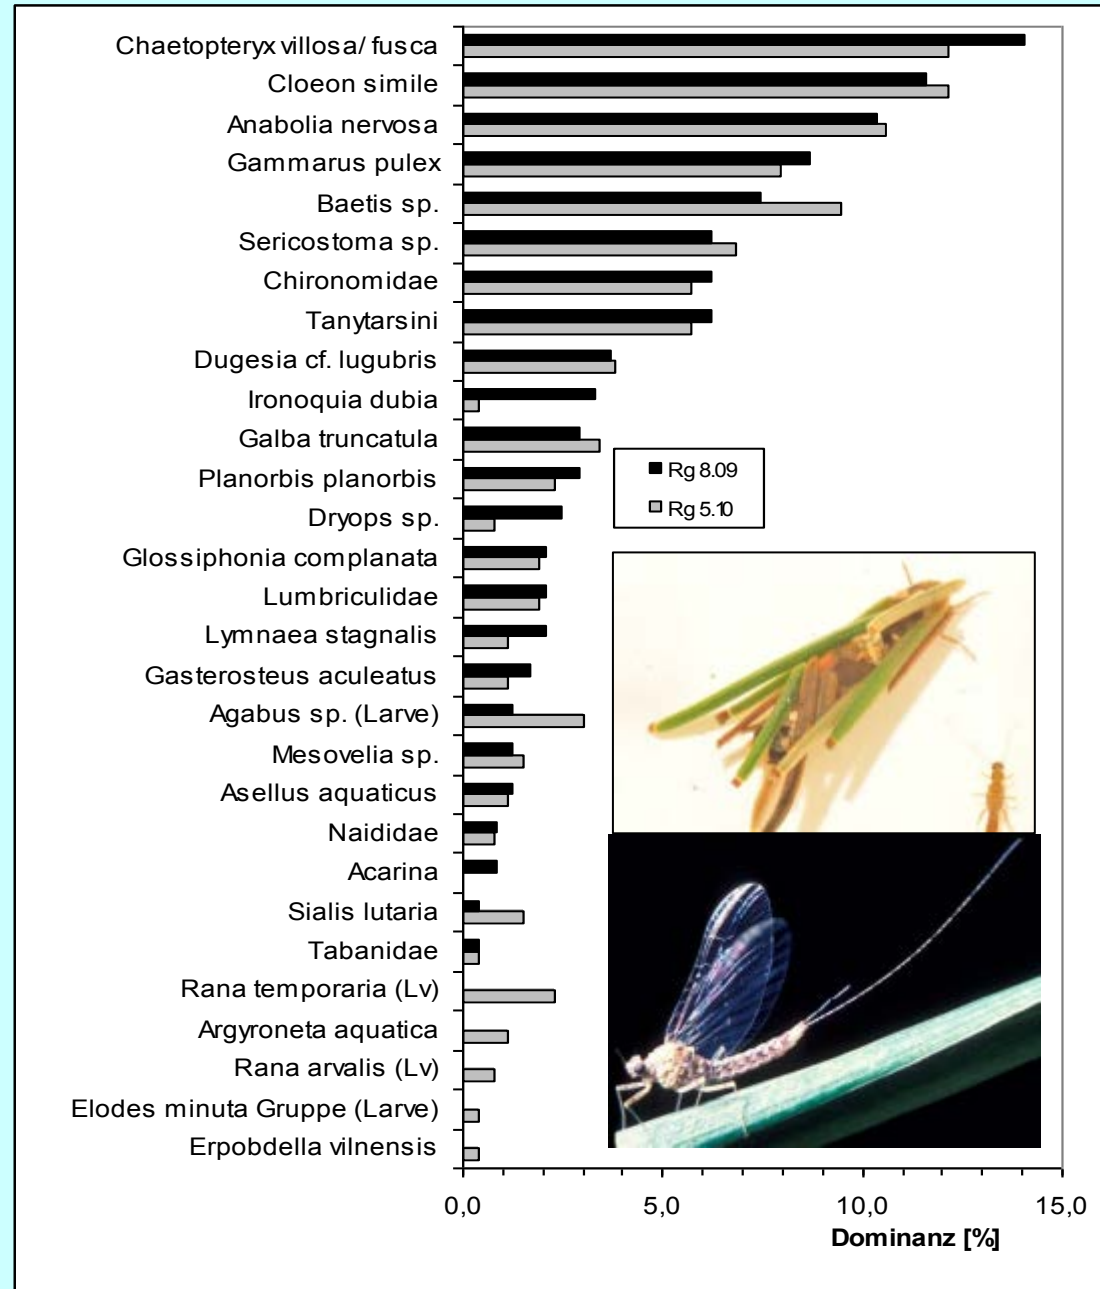 Chaetopteryx villosa/ fusca
Cloeon simile
Anabolia nervosa
Gammarus pulex
Baetis sp.
Sericostoma sp.
Chironomidae
Tanytarsini
Dugesia cf. lugubris
Ironoquia dubia
Galba truncatula
Planorbis planorbis
Dryops sp.
Glossiphonia complanata
Lumbriculidae
Lymnaea stagnalis
Gasterosteus aculeatus
Agabus sp. (Larve)
Mesovelia sp.
Asellus aquaticus
Naididae
Acarina
Sialis lutaria
Tabanidae
Rana temporaria (Lv)
Argyroneta aquatica
Rana arvalis (Lv)
Elodes minuta Gruppe (Larve)
Erpobdella vilnensis
Rg 8.09
Rg 5.10
0,0 5,0 10,0 15,0
Dominanz [%]